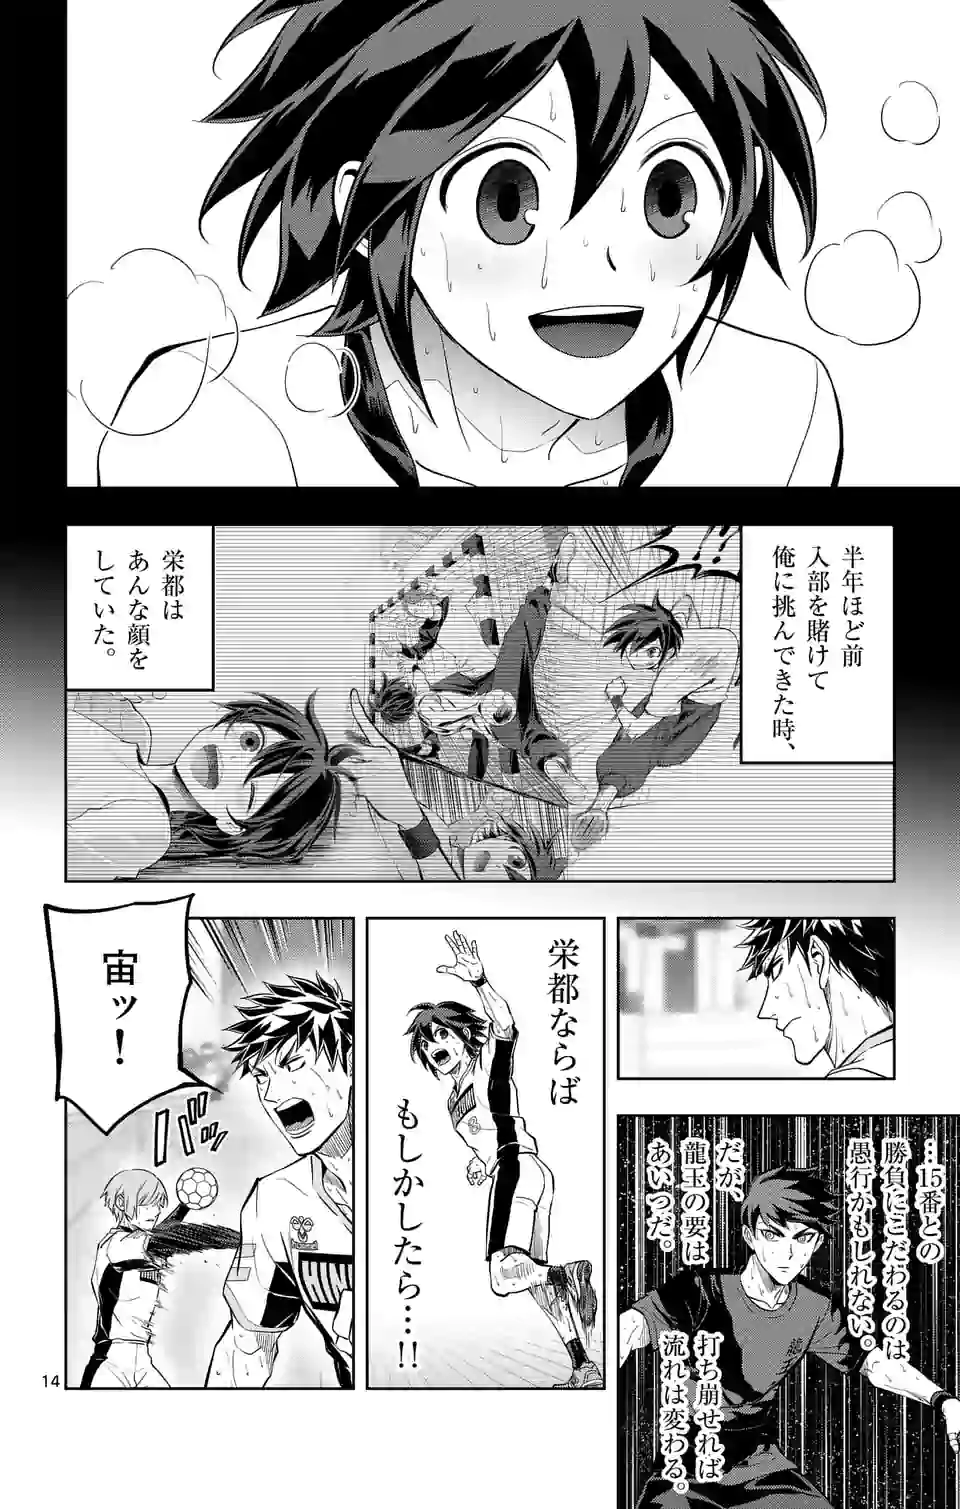 半年ほど前
入部を賭けて
俺に挑んできた時、
栄都は
あんな顔を
していた。
…15番との
勝負にこだわるのは
愚行かもしれない。
だが、
龍玉の要は
あいつだ。
打ち崩せれば
流れは変わる。
栄都ならば
もしかしたら…!!
宙ッ!
14